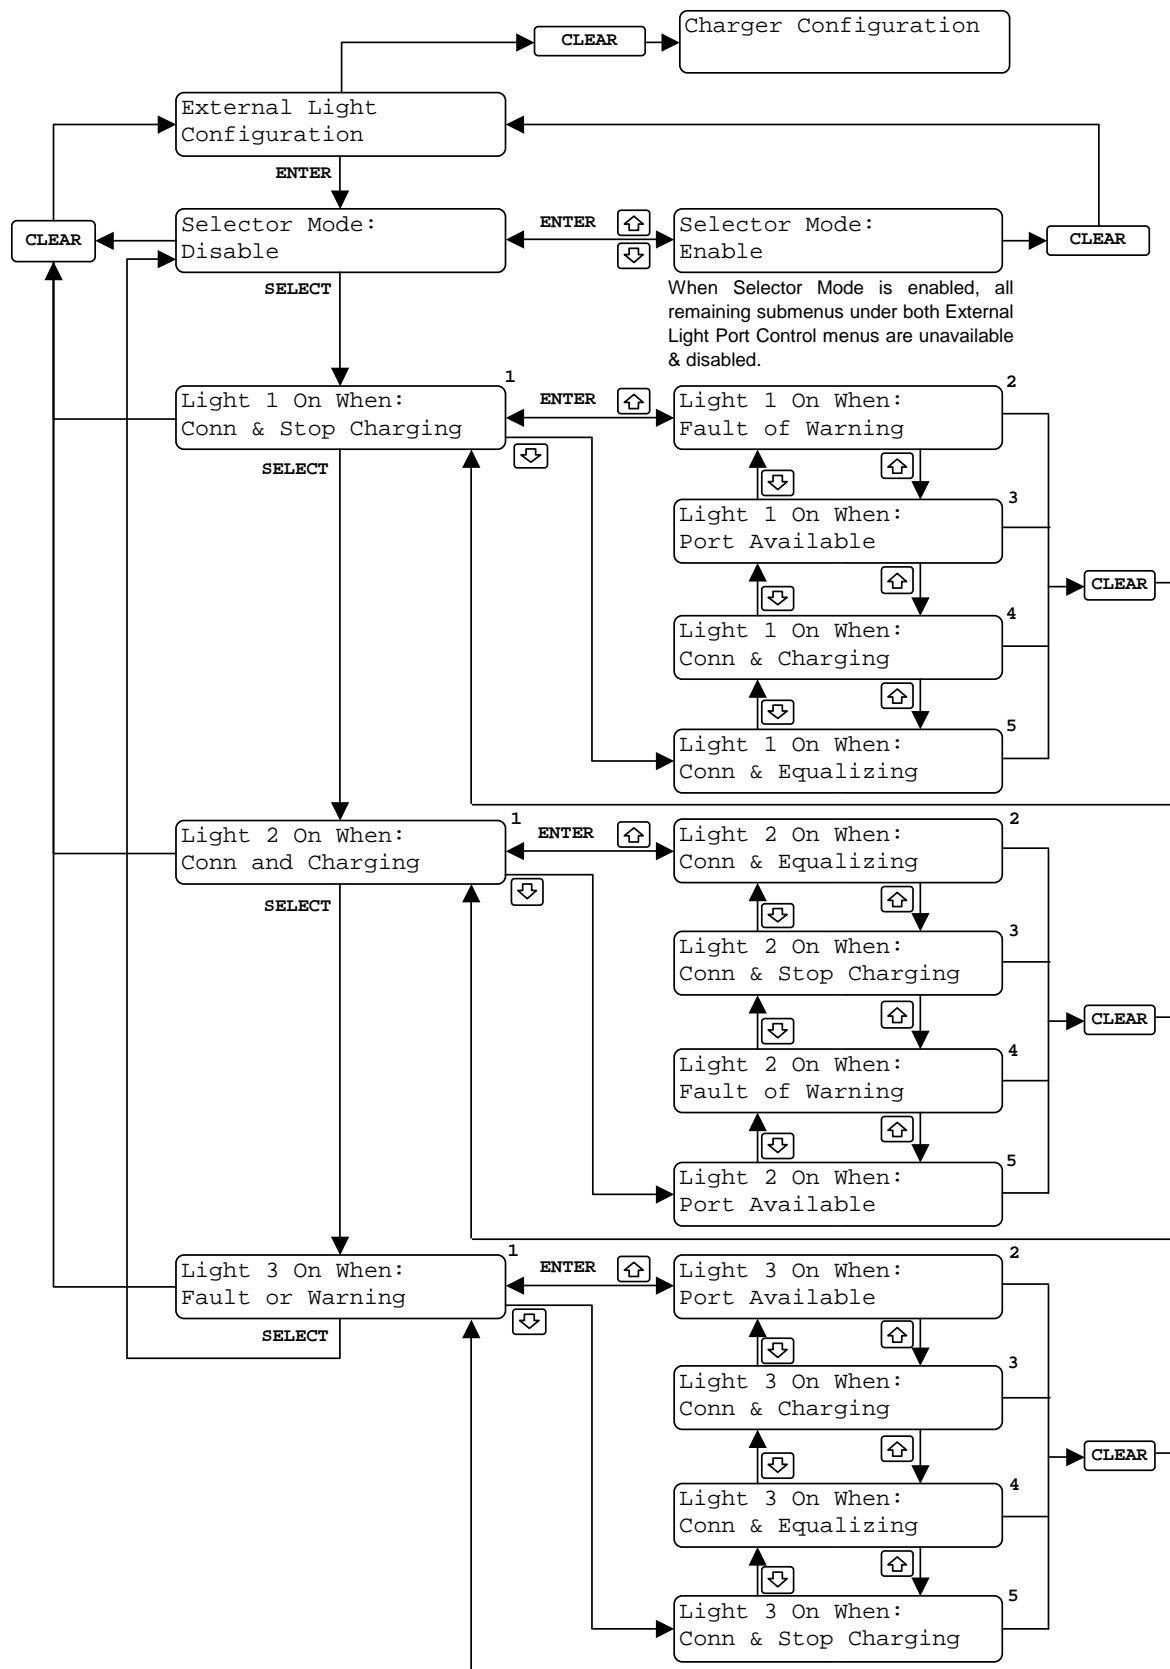 Charger Configuration
CLEAR
External Light
Configuration
ENTER
Selector Mode:
Disable
ENTER
Selector Mode:
Enable
CLEAR
CLEAR
SELECT
When Selector Mode is enabled, all
remaining submenus under both External
Light Port Control menus are unavailable
& disabled.
1
Light 1 On When:
Conn & Stop Charging
ENTER
2
Light 1 On When:
Fault of Warning
SELECT
3
Light 1 On When:
Port Available
CLEAR
4
Light 1 On When:
Conn & Charging
5
Light 1 On When:
Conn & Equalizing
1
Light 2 On When:
Conn and Charging
ENTER
2
Light 2 On When:
Conn & Equalizing
SELECT
3
Light 2 On When:
Conn & Stop Charging
CLEAR
4
Light 2 On When:
Fault of Warning
5
Light 2 On When:
Port Available
1
Light 3 On When:
Fault or Warning
ENTER
2
Light 3 On When:
Port Available
SELECT
3
Light 3 On When:
Conn & Charging
CLEAR
4
Light 3 On When:
Conn & Equalizing
5
Light 3 On When:
Conn & Stop Charging